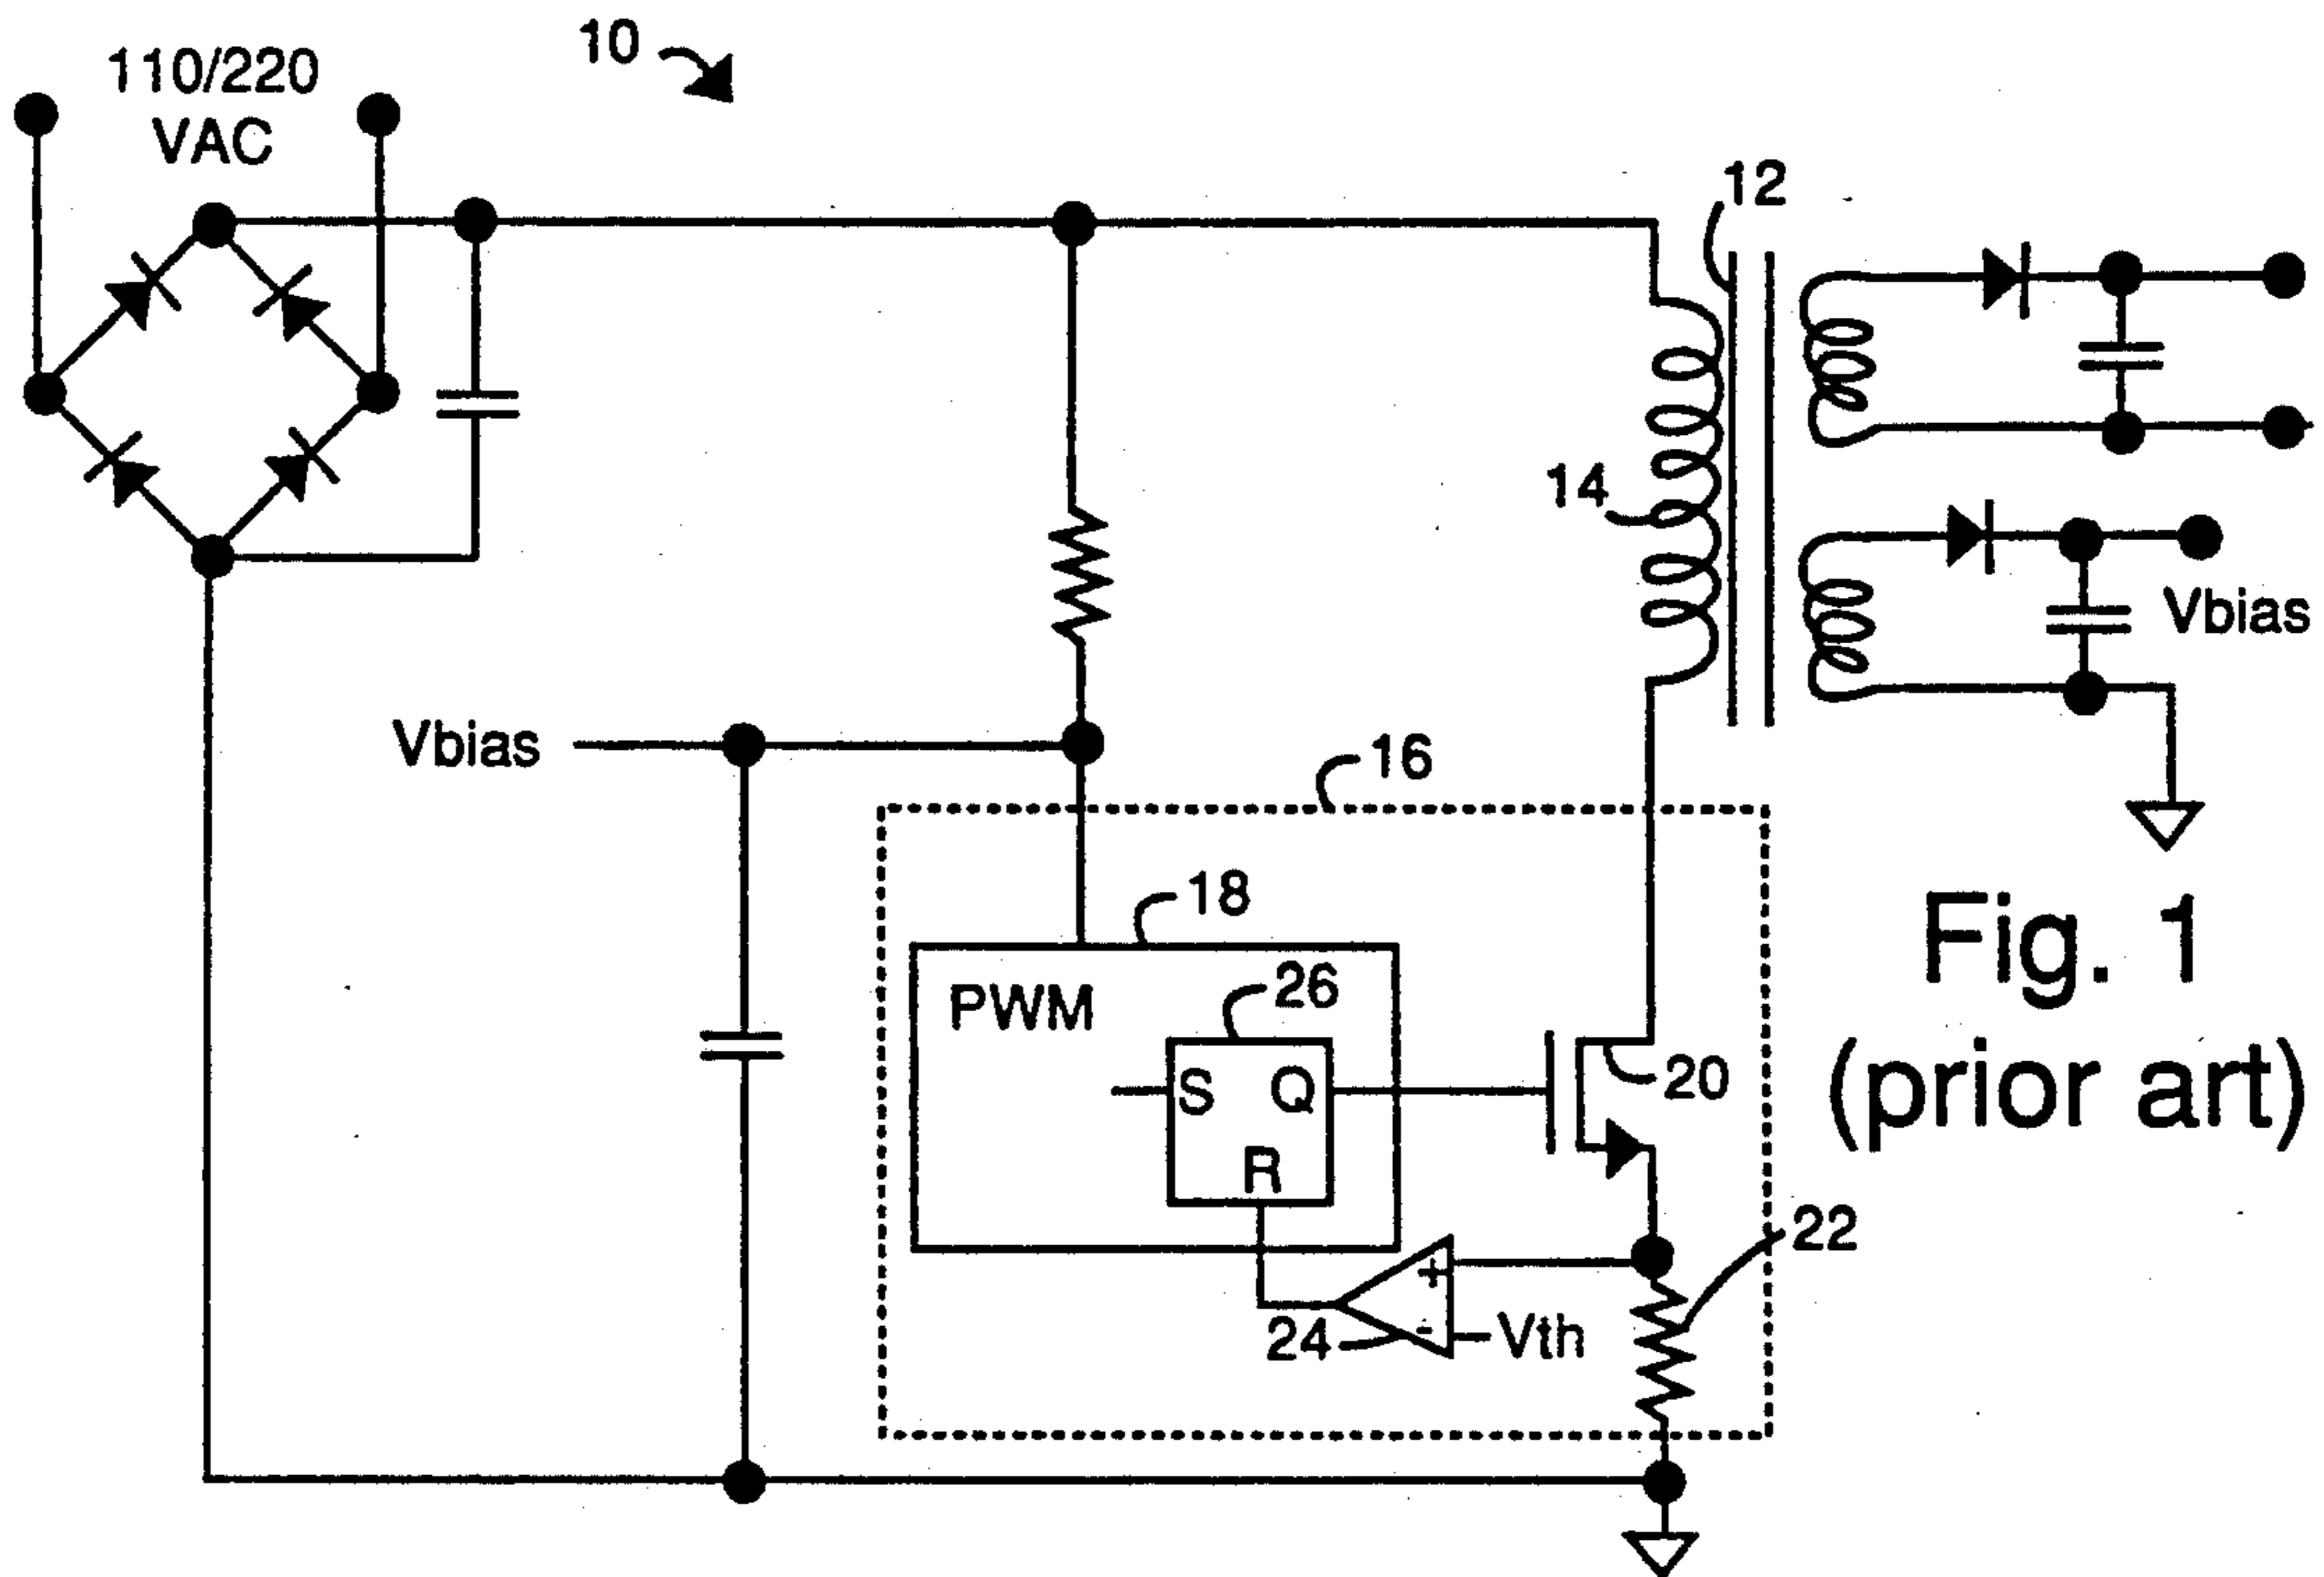 10
110/220
VAC
12
14
Vbias
Vbias
16
18
PWM
26
S Q
R
20
22
24
+
-
Vth
Fig. 1
(prior art)